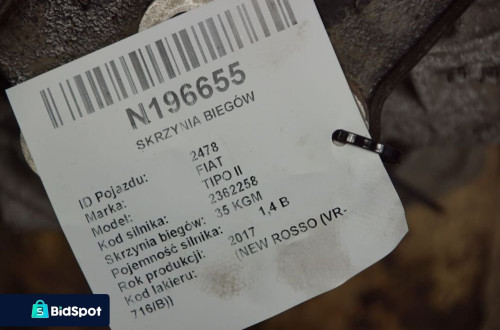 N196655
SKRZYNIA BIEGÓW
ID Pojazdu: 2478
Marka: FIAT
Model: TIPO II
Kod silnika: 2362258
Skrzynia biegów: 35 KGM
Pojemność silnika: 1,4 B
Rok produkcji: 2017
Kod lakieru: (NEW ROSSO (VR-
716(B))
BidSpot